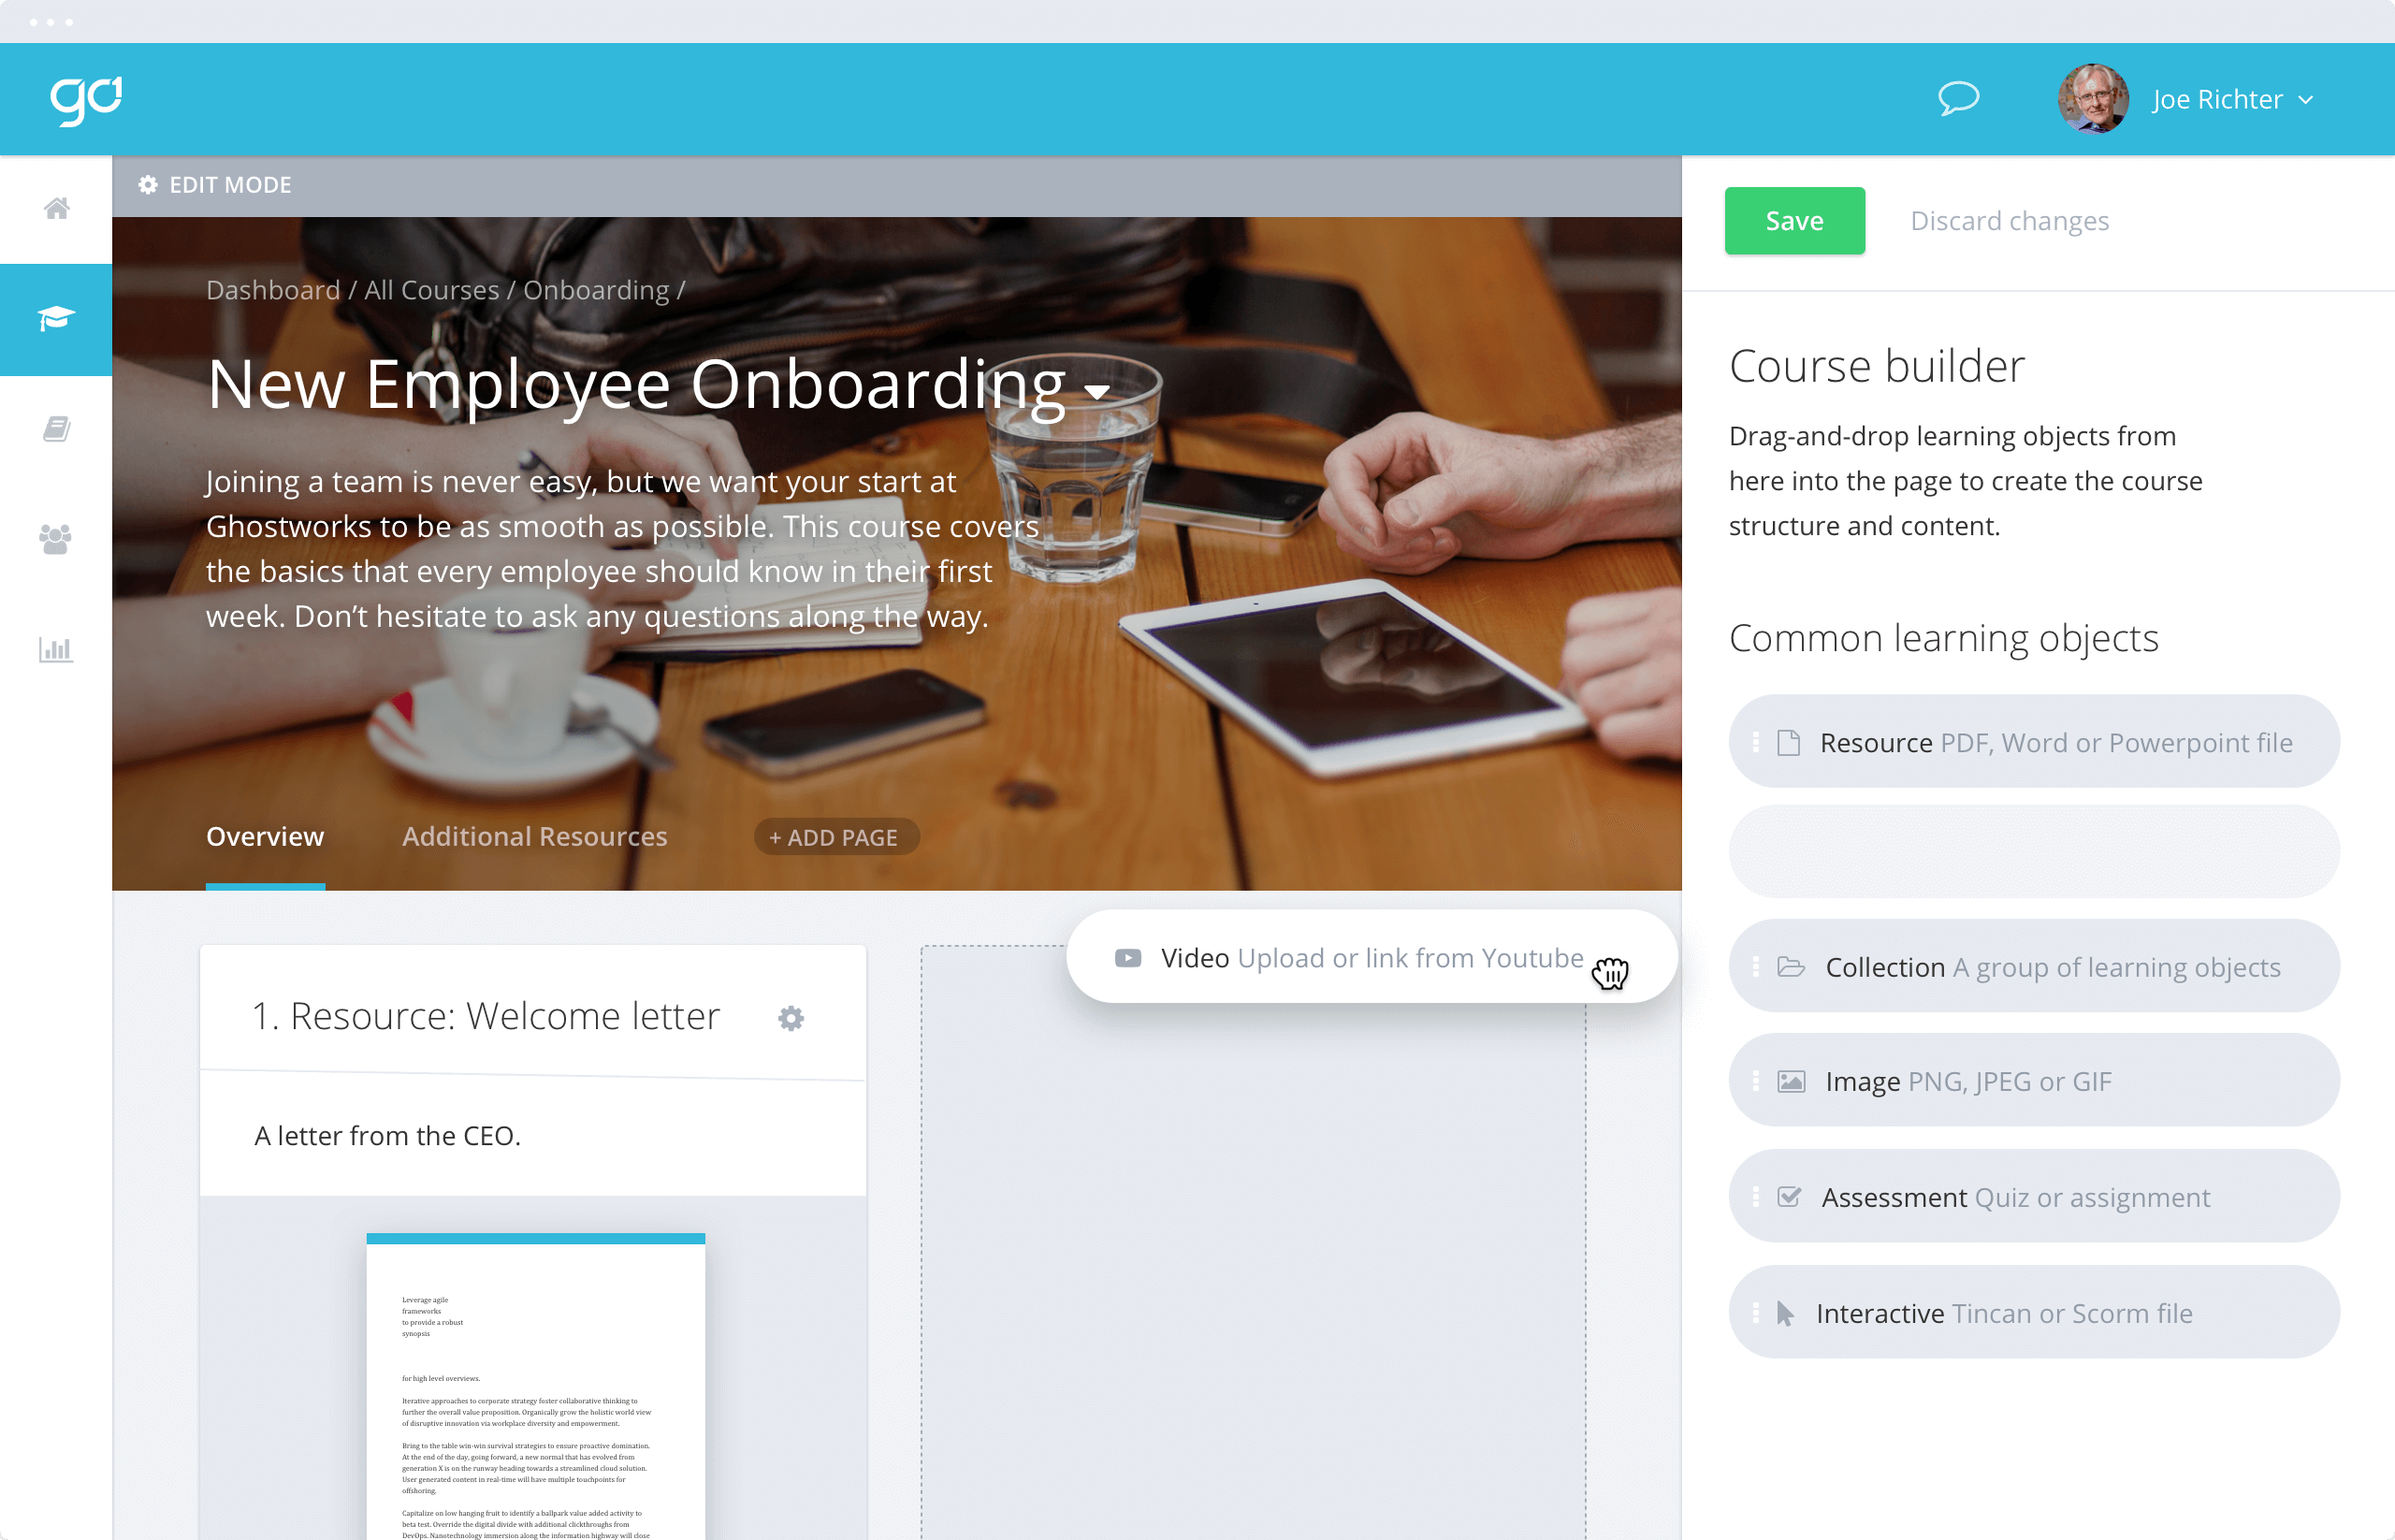 go1
Joe Richter
EDIT MODE
Save
Discard changes
Dashboard / All Courses / Onboarding /
New Employee Onboarding
Joining a team is never easy, but we want your start at
Ghostworks to be as smooth as possible. This course covers
the basics that every employee should know in their first
week. Don’t hesitate to ask any questions along the way.
Overview
Additional Resources
+ ADD PAGE
Course builder
Drag-and-drop learning objects from
here into the page to create the course
structure and content.
Common learning objects
Resource PDF, Word or Powerpoint file
Video Upload or link from Youtube
Collection A group of learning objects
Image PNG, JPEG or GIF
Assessment Quiz or assignment
Interactive Tincan or Scorm file
1. Resource: Welcome letter
A letter from the CEO.
Leverage agile
frameworks
to provide a robust
synopsis
for high level overviews.
Iterative approaches to corporate strategy foster collaborative thinking to
further the overall value proposition. Organically grow the holistic world view
of disruptive innovation via workplace diversity and empowerment.
Bring to the table win-win survival strategies to ensure proactive domination.
At the end of the day, going forward, a new normal that has evolved from
generation X is on the runway heading towards a streamlined cloud solution.
User generated content in real-time will have multiple touchpoints for
offshoring.
Capitalize on low hanging fruit to identify a ballpark value added activity to
beta test. Override the digital divide with additional clickthroughs from
DevOps. Nanotechnology immersion along the information highway will close